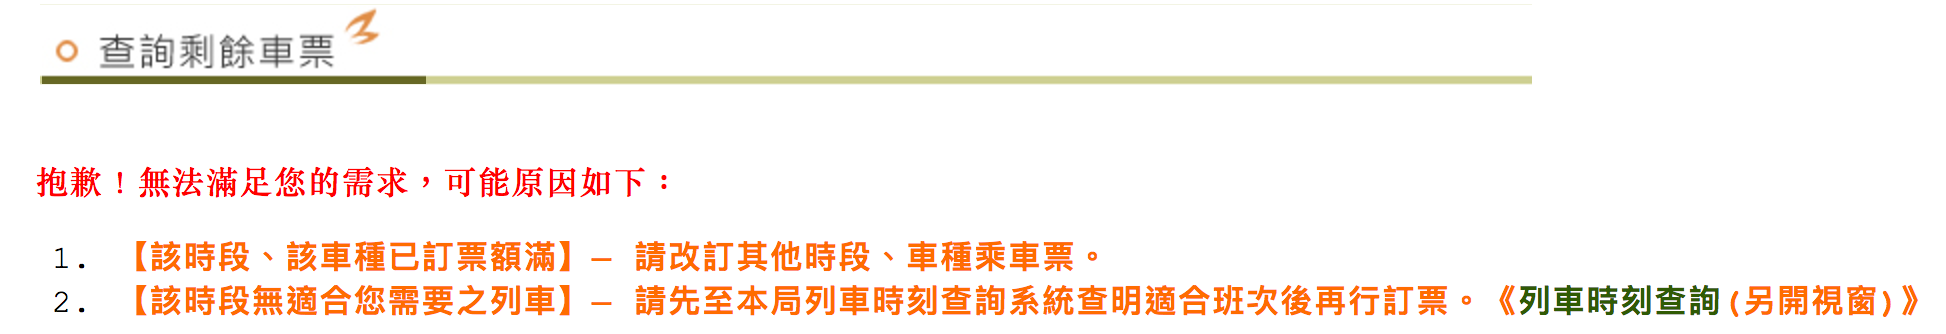 查詢剩餘車票
抱歉！無法滿足您的需求，可能原因如下：
1. 【該時段、該車種已訂票額滿】— 請改訂其他時段、車種乘車票。
2. 【該時段無適合您需要之列車】— 請先至本局列車時刻查詢系統查明適合班次後再行訂票。《列車時刻查詢(另開視窗)》